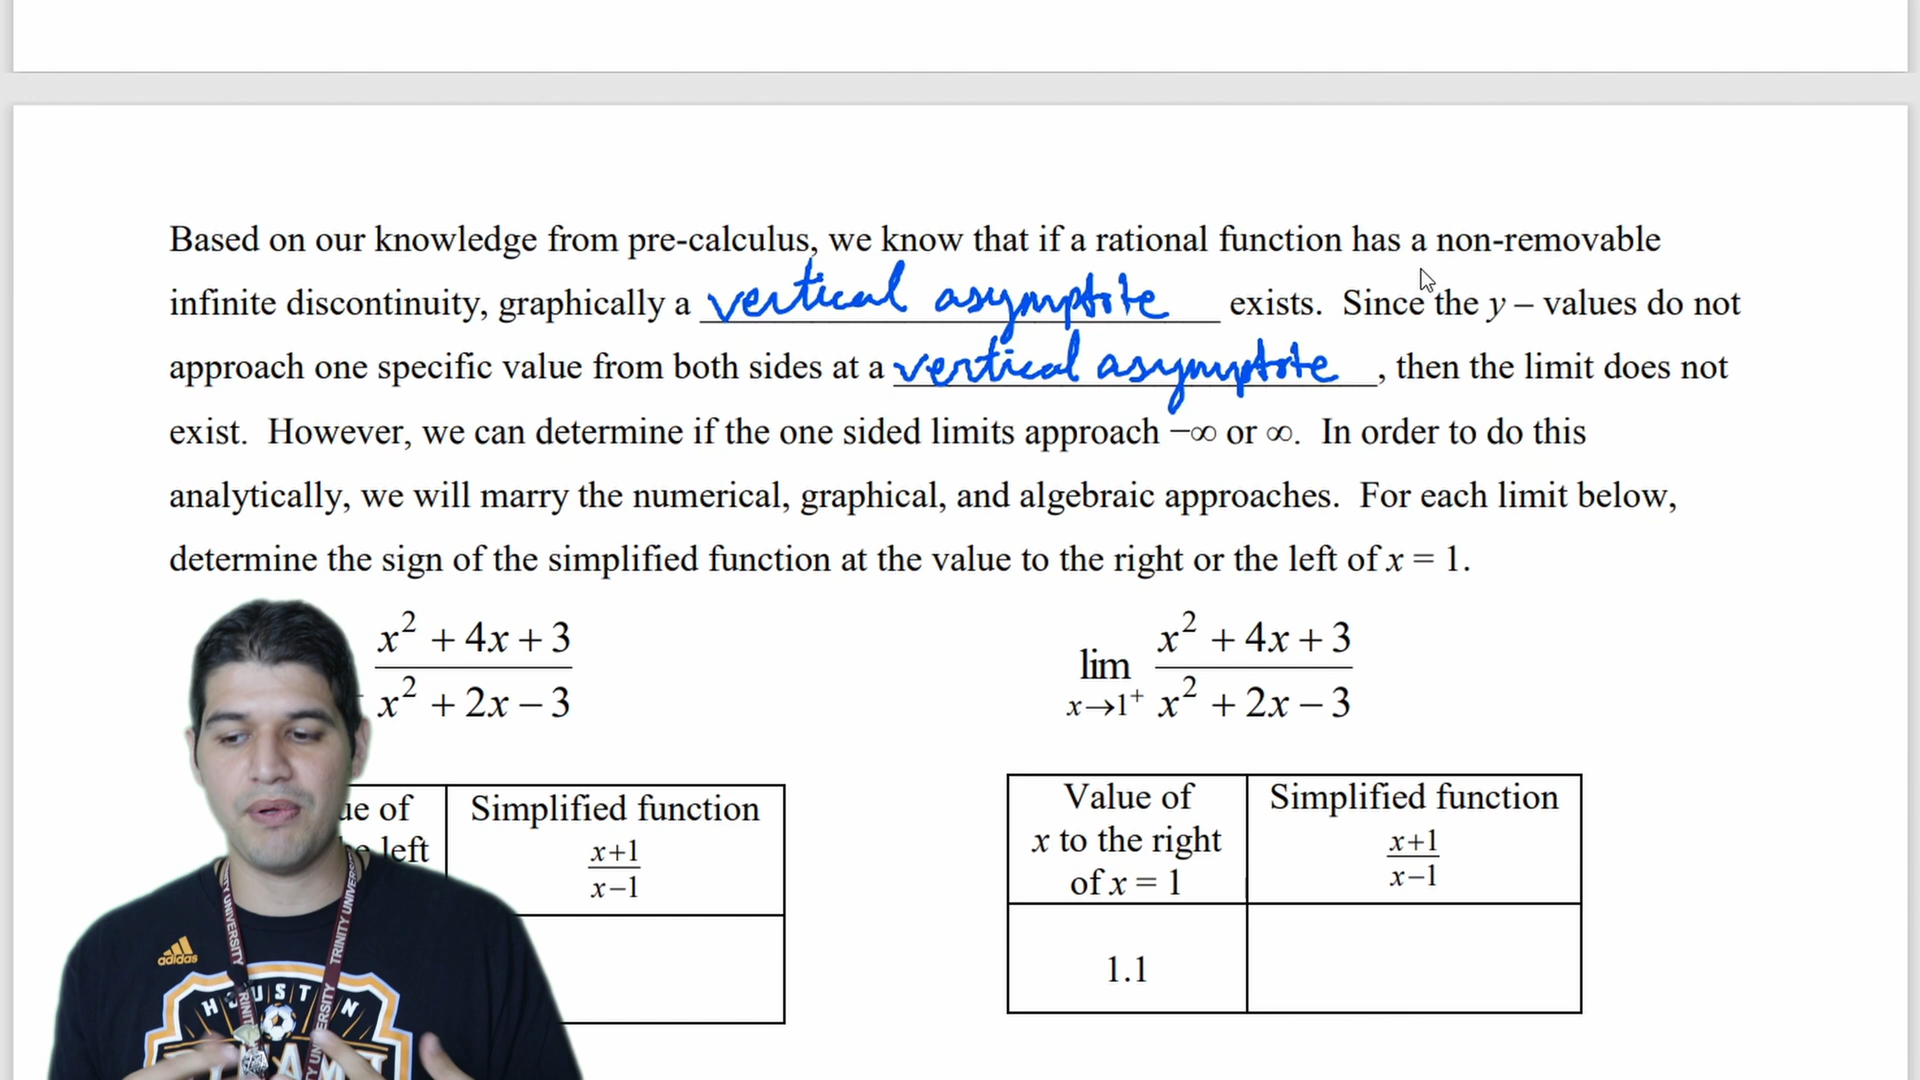 Based on our knowledge from pre-calculus, we know that if a rational function has a non-removable
infinite discontinuity, graphically a vertical asymptote exists. Since the y – values do not
approach one specific value from both sides at a vertical asymptote, then the limit does not
exist. However, we can determine if the one sided limits approach −∞ or ∞. In order to do this
analytically, we will marry the numerical, graphical, and algebraic approaches. For each limit below,
determine the sign of the simplified function at the value to the right or the left of x = 1.
x² + 4x + 3
x² + 2x − 3
lim x→1⁺
x² + 4x + 3
x² + 2x − 3
of
left
Simplified function
x+1
x−1
Value of
x to the right
of x = 1
Simplified function
x+1
x−1
1.1
adidas
HOUSTON
TRINITY UNIVERSITY